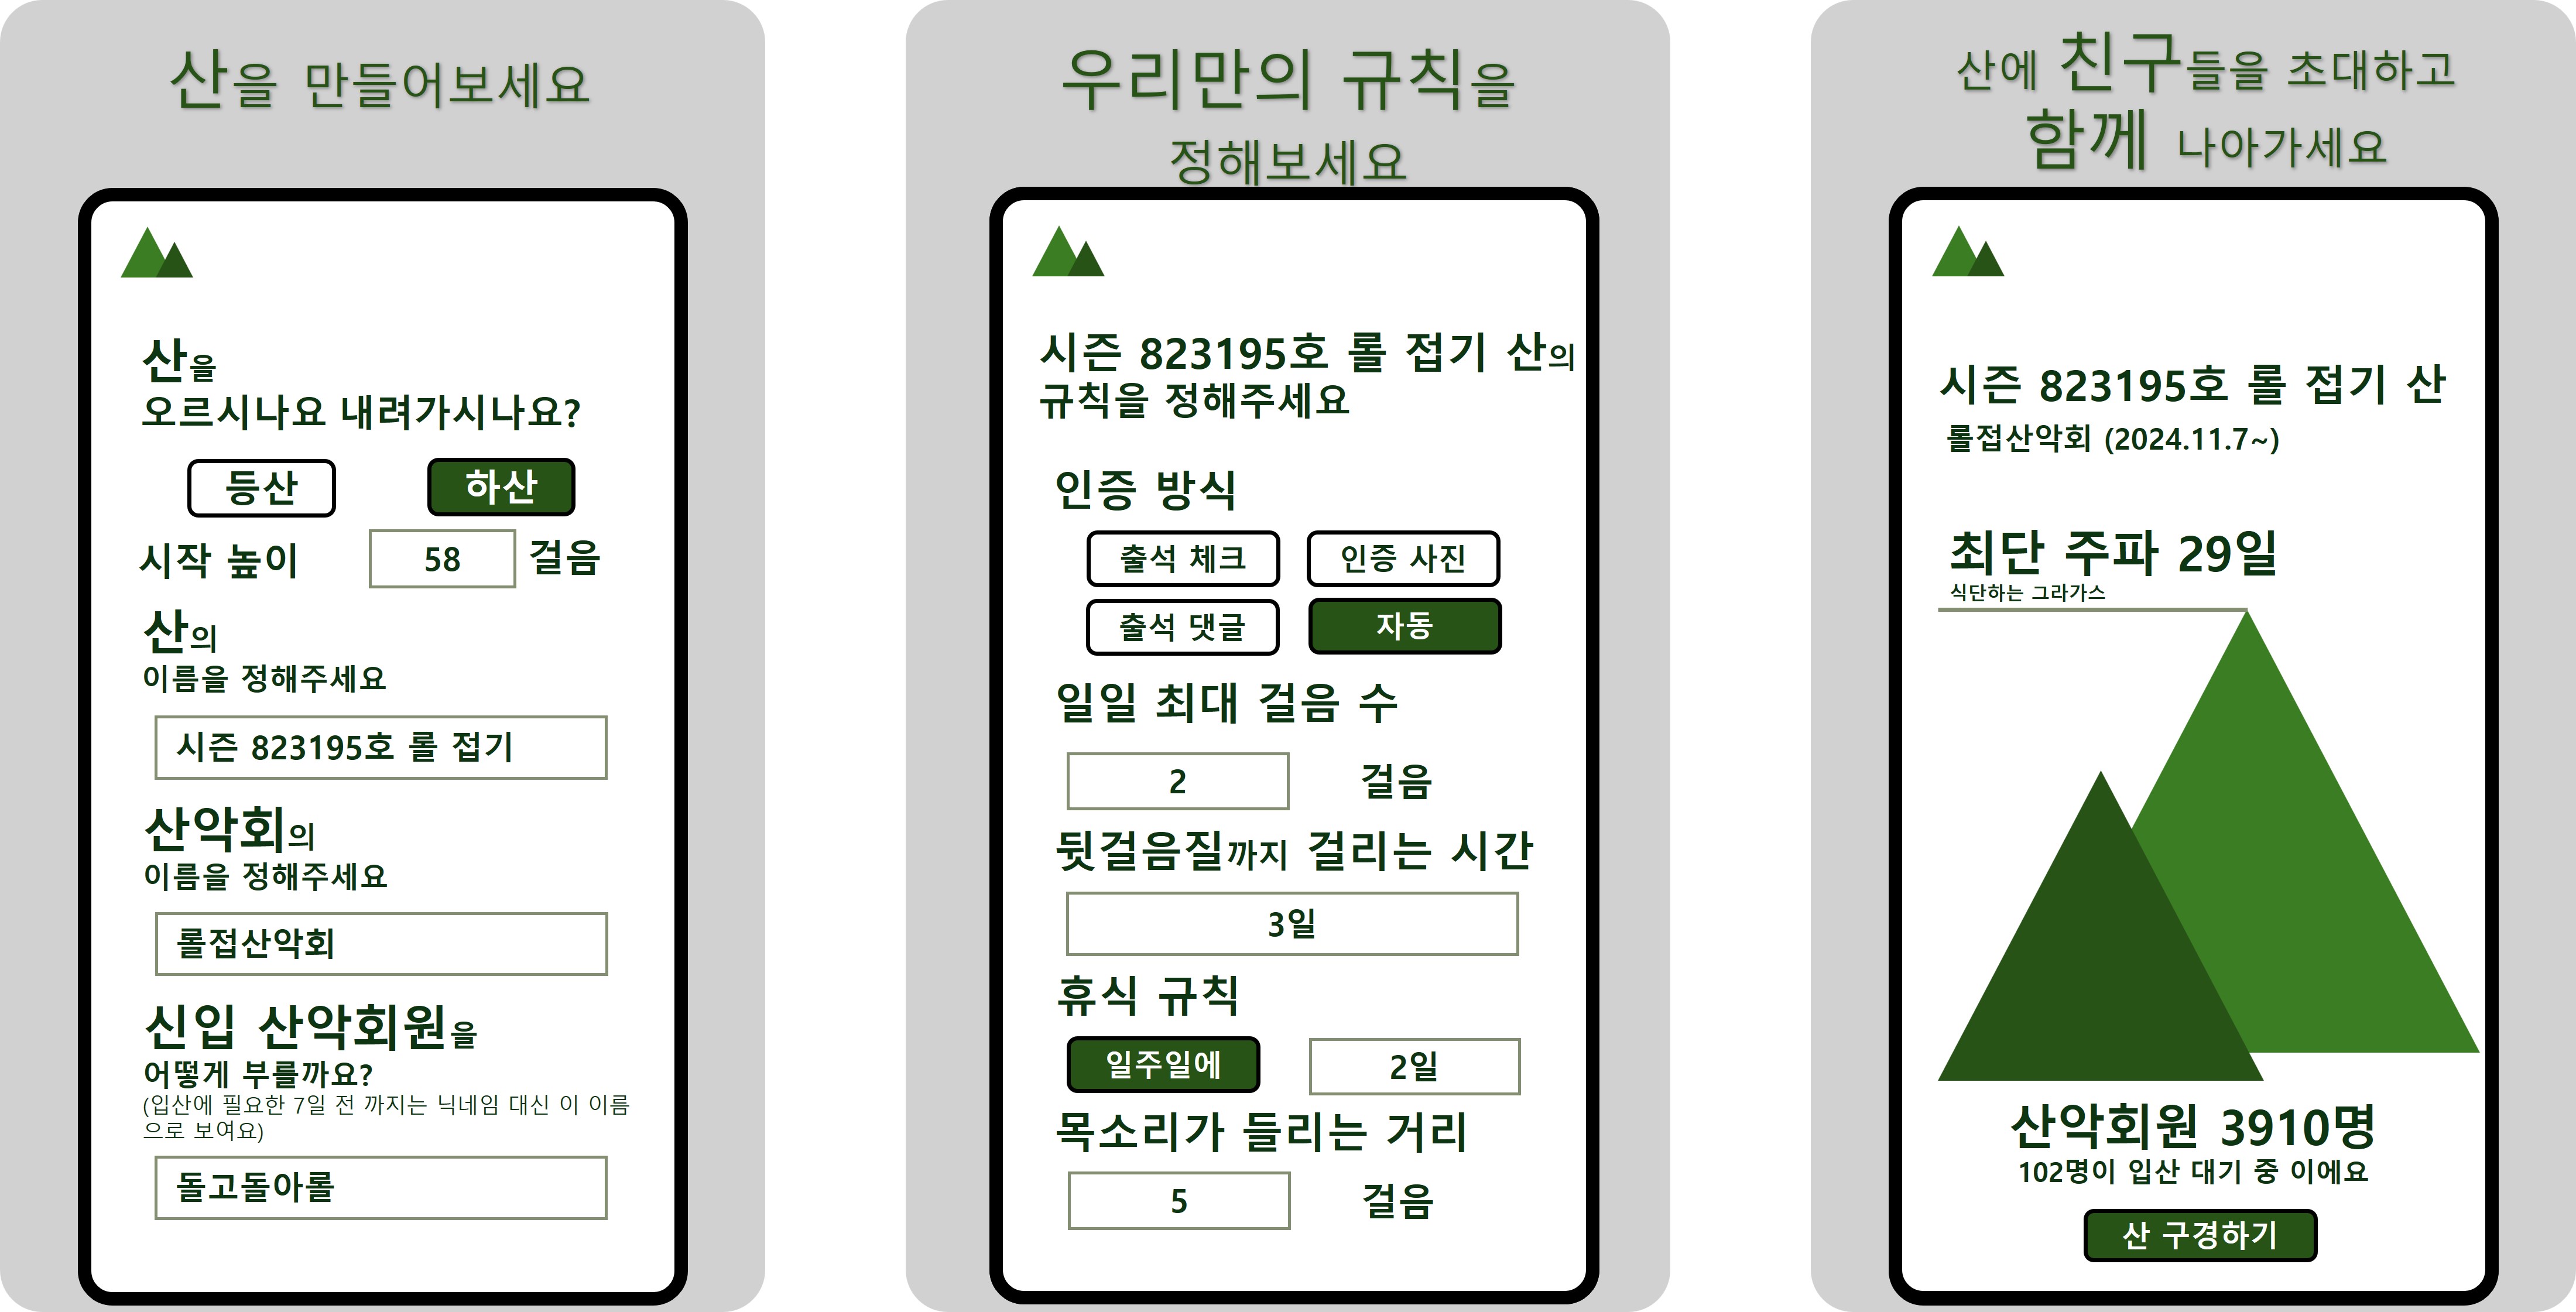 산을 만들어보세요
산을
오르시나요 내려가시나요?
등산 하산
시작 높이 58 걸음
산의
이름을 정해주세요
시즌 823195호 롤 접기
산악회의
이름을 정해주세요
롤접산악회
신입 산악회원을
어떻게 부를까요?
(입산에 필요한 7일 전 까지는 닉네임 대신 이 이름
으로 보여요)
돌고돌아롤
우리만의 규칙을
정해보세요
시즌 823195호 롤 접기 산의
규칙을 정해주세요
인증 방식
출석 체크 인증 사진
출석 댓글 자동
일일 최대 걸음 수
2 걸음
뒷걸음질까지 걸리는 시간
3일
휴식 규칙
일주일에 2일
목소리가 들리는 거리
5 걸음
산에 친구들을 초대하고
함께 나아가세요
시즌 823195호 롤 접기 산
롤접산악회 (2024.11.7~)
최단 주파 29일
식단하는 그라가스
산악회원 3910명
102명이 입산 대기 중 이에요
산 구경하기